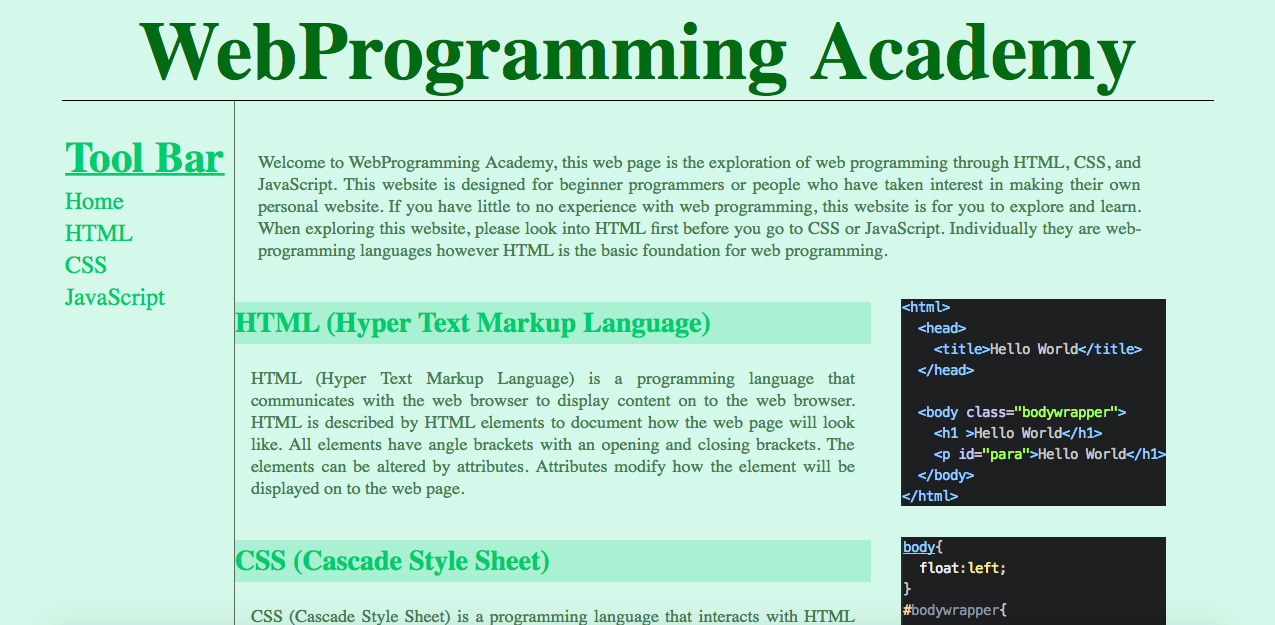 WebProgramming Academy
Tool Bar
Home
HTML
CSS
JavaScript
Welcome to WebProgramming Academy, this web page is the exploration of web programming through HTML, CSS, and
JavaScript. This website is designed for beginner programmers or people who have taken interest in making their own
personal website. If you have little to no experience with web programming, this website is for you to explore and learn.
When exploring this website, please look into HTML first before you go to CSS or JavaScript. Individually they are web-
programming languages however HTML is the basic foundation for web programming.
HTML (Hyper Text Markup Language)
HTML (Hyper Text Markup Language) is a programming language that
communicates with the web browser to display content on to the web browser.
HTML is described by HTML elements to document how the web page will look
like. All elements have angle brackets with an opening and closing brackets. The
elements can be altered by attributes. Attributes modify how the element will be
displayed on to the web page.
<html>
<head>
<title>Hello World</title>
</head>
<body class="bodywrapper">
<h1 >Hello World</h1>
<p id="para">Hello World</h1>
</body>
</html>
CSS (Cascade Style Sheet)
CSS (Cascade Style Sheet) is a programming language that interacts with HTML
body{
float:left;
}
#bodywrapper{